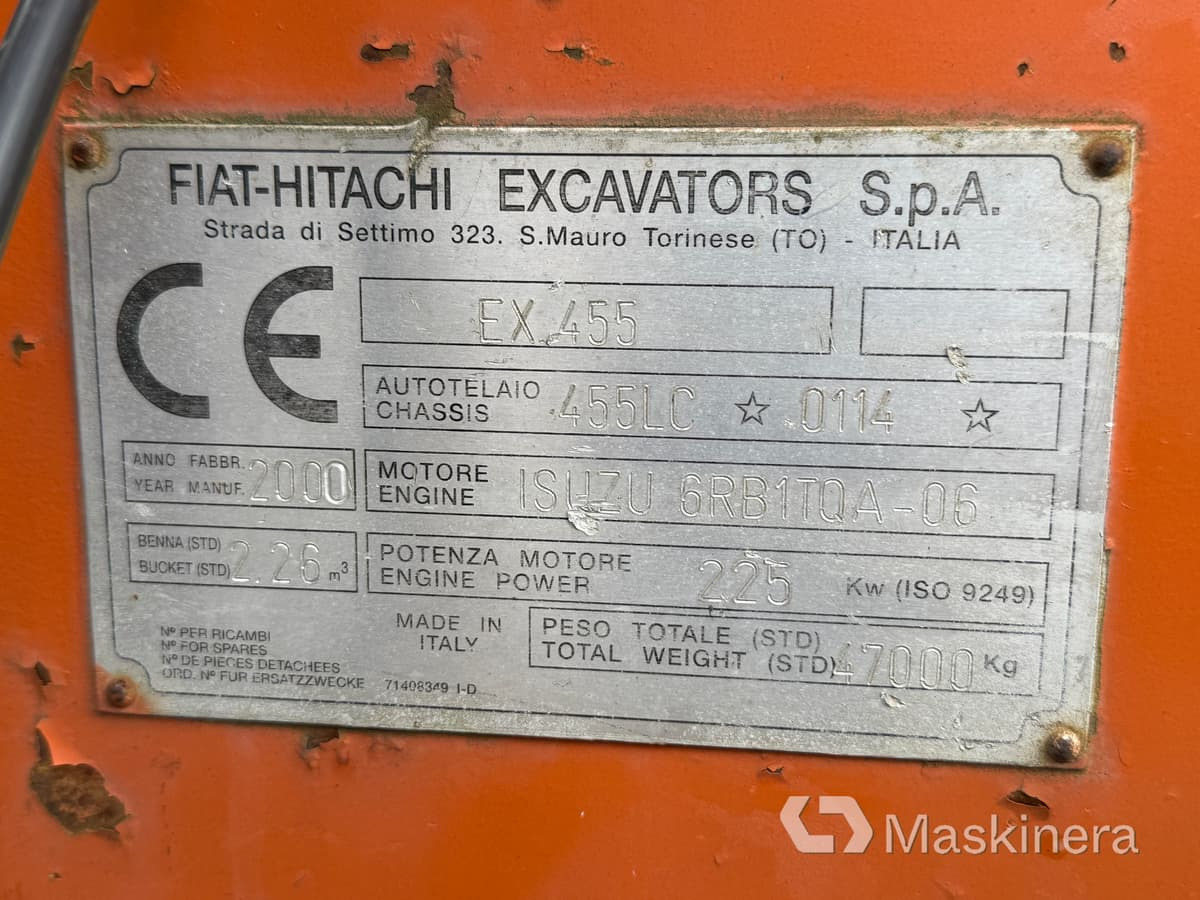 FIAT-HITACHI EXCAVATORS S.p.A.
Strada di Settimo 323. S.Mauro Torinese (TO) - ITALIA
CE
EX.455
AUTOTELAIO
CHASSIS 455LC ☆ 0114 ☆
ANNO FABBR.
YEAR MANUF. 2000
MOTORE
ENGINE ISUZU 6RB1TQA-06
BENNA (STD)
BUCKET (STD) 2.26 m³
POTENZA MOTORE
ENGINE POWER 225 Kw (ISO 9249)
Nº PER RICAMBI
Nº FOR SPARES
Nº DE PIECES DETACHEES
ORD. Nº FUR ERSATZZWECKE 71408349 I-D
MADE IN
ITALY
PESO TOTALE (STD)
TOTAL WEIGHT (STD) 47000 Kg
Maskinera